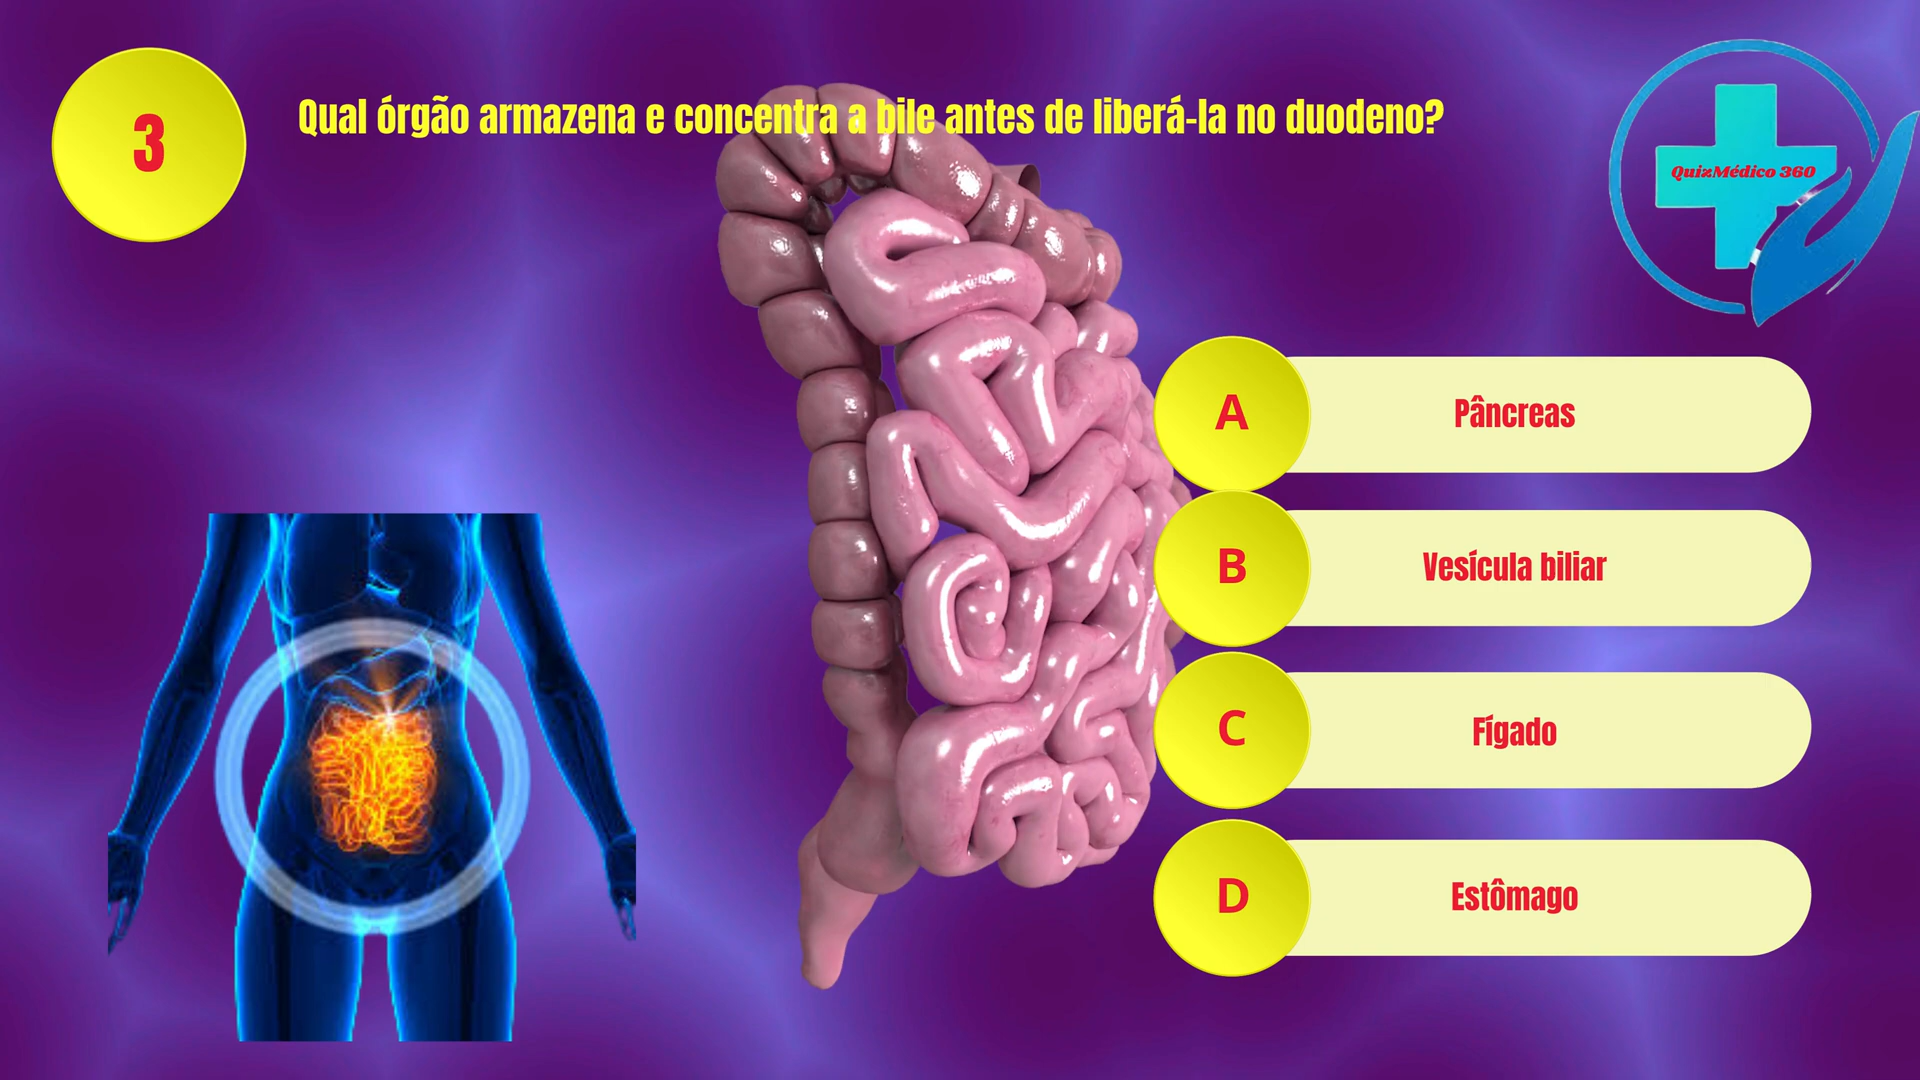 3
Qual órgão armazena e concentra a bile antes de liberá-la no duodeno?
QuizMédico 360
A
Pâncreas
B
Vesícula biliar
C
Fígado
D
Estômago